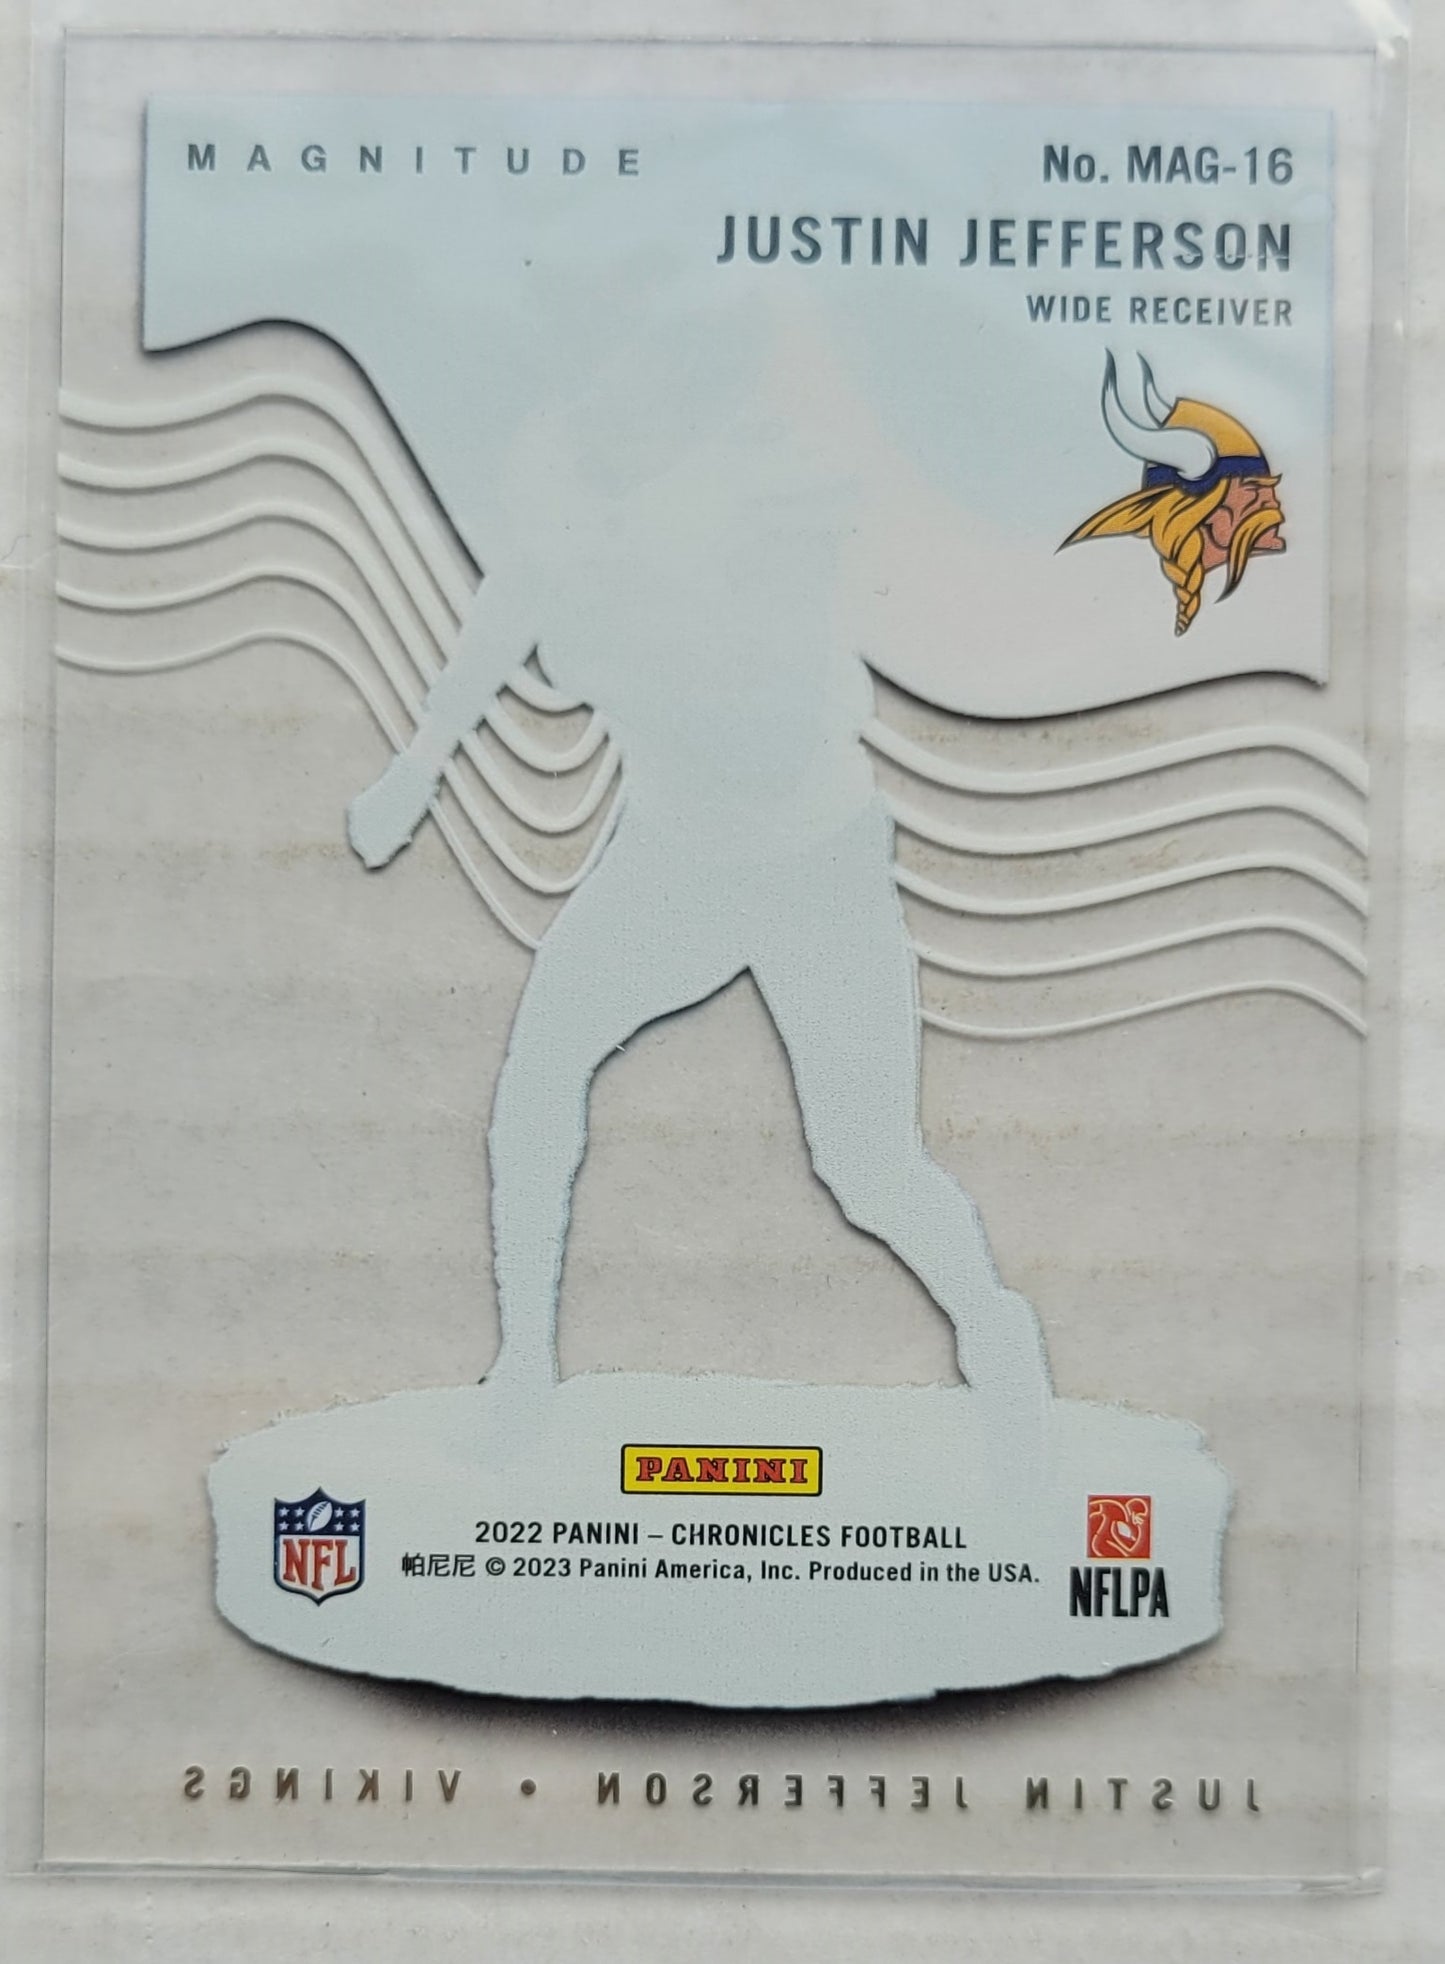 MAGNITUDE
No. MAG-16
JUSTIN JEFFERSON
WIDE RECEIVER
PANINI
NFL
2022 PANINI – CHRONICLES FOOTBALL
帕尼尼 © 2023 Panini America, Inc. Produced in the USA.
NFLPA
JUSTIN JEFFERSON • VIKINGS